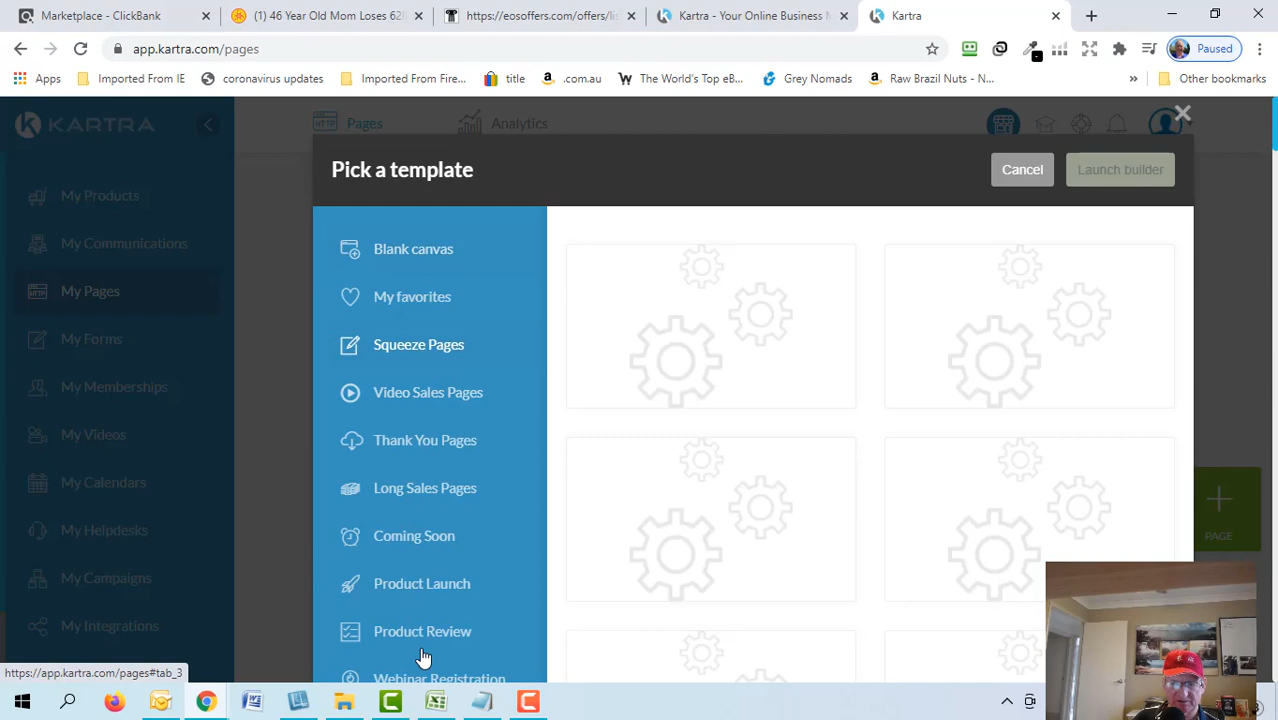 Marketplace - ClickBank
(1) 46 Year Old Mom Passes 62l
https://eosoffers.com/offers/lis
Kartra - Your Online Business M
Kartra
app.kartra.com/pages
Paused
Apps
Imported From IE
coronavirus updates
Imported From Fire...
title
.com.au
The World's Top eB...
Grey Nomads
Raw Brazil Nuts - N...
»
Other bookmarks
KARTRA
Pages
Analytics
Pick a template
Cancel
Launch builder
My Products
My Communications
My Pages
My Forms
My Memberships
My Videos
My Calendars
My Helpdesks
My Campaigns
My Integrations
Blank canvas
My favorites
Squeeze Pages
Video Sales Pages
Thank You Pages
Long Sales Pages
Coming Soon
Product Launch
Product Review
Webinar Registration
PAGE
https://app.kartra.com/pages#tab_3